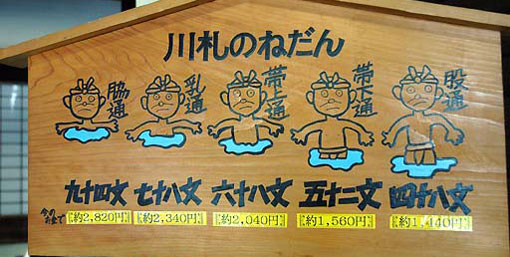 川札のねだん
脇通
乳通
帯上通
帯下通
股通
九十四文 七十八文 六十八文 五十二文 四十八文
今のお金で 約2,820円 約2,340円 約2,040円 約1,560円 約1,440円